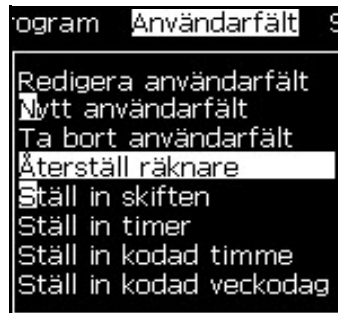 ogram Användarfält
Redigera användarfält
Nytt användarfält
Ta bort användarfält
Återställ räknare
Ställ in skiften
Ställ in timer
Ställ in kodad timme
Ställ in kodad veckodag